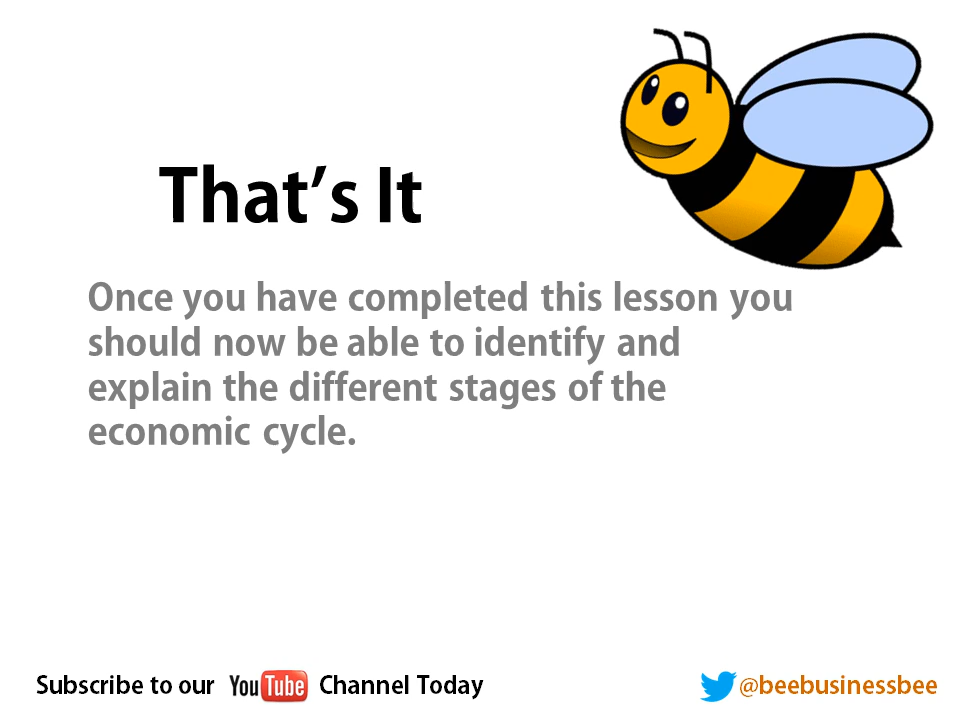 That’s It
Once you have completed this lesson you
should now be able to identify and
explain the different stages of the
economic cycle.
Subscribe to our YouTube Channel Today
@beebusinessbee